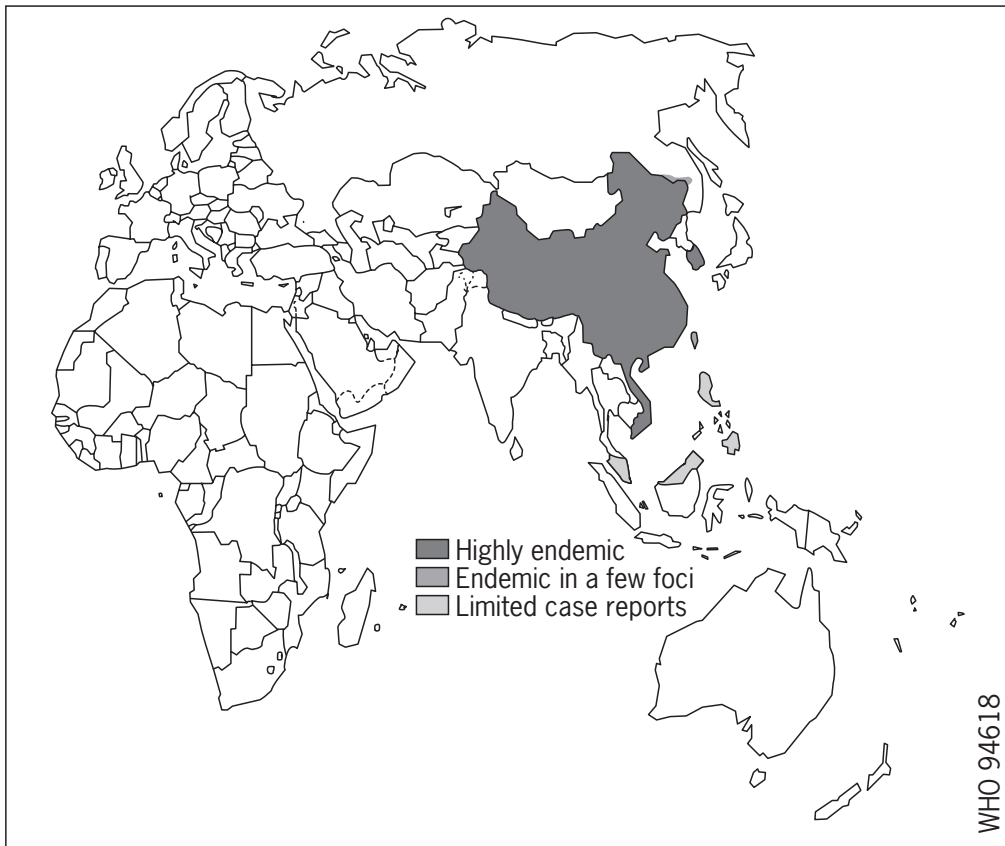 Highly endemic
Endemic in a few foci
Limited case reports
WHO 94618